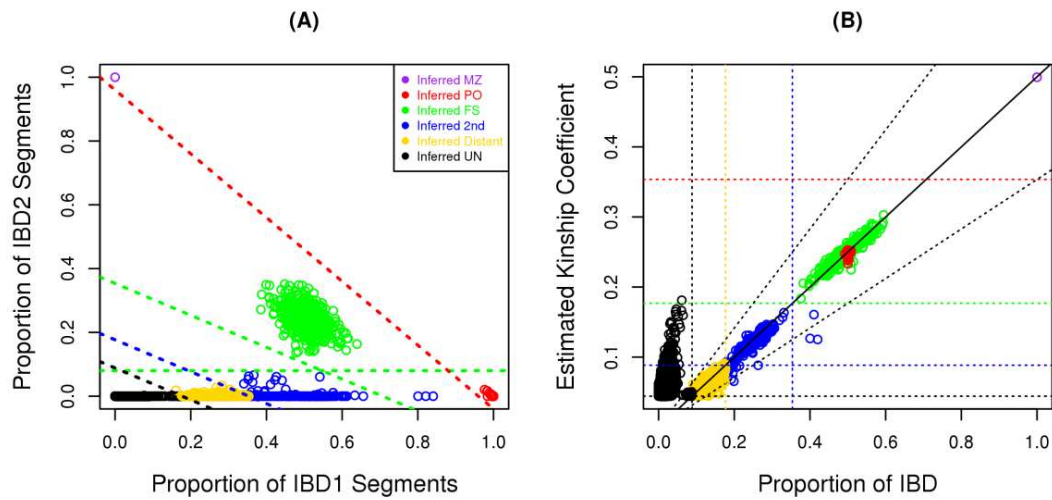 (A)
Proportion of IBD2 Segments
1.0
0.8
0.6
0.4
0.2
0.0
Inferred MZ
Inferred PO
Inferred FS
Inferred 2nd
Inferred Distant
Inferred UN
0.0 0.2 0.4 0.6 0.8 1.0
Proportion of IBD1 Segments
(B)
Estimated Kinship Coefficient
0.5
0.4
0.3
0.2
0.1
0.0 0.2 0.4 0.6 0.8 1.0
Proportion of IBD